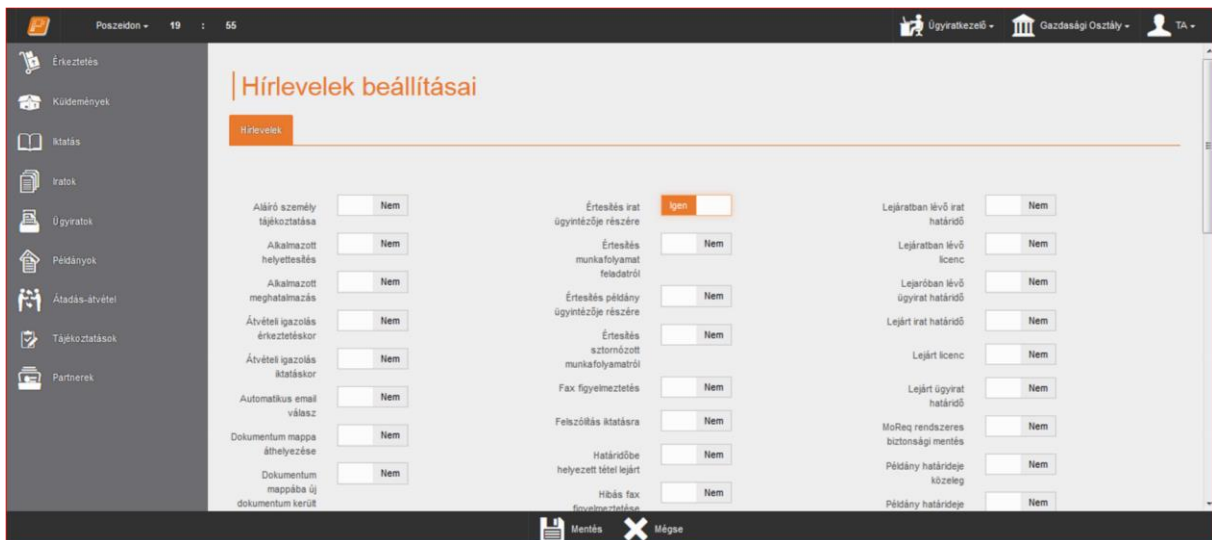 Poszeidon 19 : 55 Ügyiratkezelő Gazdasági Osztály TA
Érkeztetés
Küldemények
Iktatás
Iratok
Ügyiratok
Példányok
Átadás-átvétel
Tájékoztatások
Partnerek
Hírlevelek beállításai
Hírlevelek
Aláíró személy
tájékoztatása
Nem
Alkalmazott
helyettesítés
Nem
Alkalmazott
meghatalmazás
Nem
Átvételi igazolás
érkeztetéskor
Nem
Átvételi igazolás
iktatáskor
Nem
Automatikus email
válasz
Nem
Dokumentum mappa
áthelyezése
Nem
Dokumentum
mappába új
dokumentum került
Nem
Értesítés irat
ügyintézője részére
Igen
Értesítés
munkafolyamat
feladatról
Nem
Értesítés példány
ügyintézője részére
Nem
Értesítés
sztornózott
munkafolyamatról
Nem
Fax figyelmeztetés
Nem
Felszólítás iktatásra
Nem
Határidőbe
helyezett tétel lejárt
Nem
Hibás fax
figyelmeztetése
Nem
Lejáratban lévő irat
határidő
Nem
Lejáratban lévő
licenc
Nem
Lejaróban lévő
ügyirat határidő
Nem
Lejárt irat határidő
Nem
Lejárt licenc
Nem
Lejárt ügyirat
határidő
Nem
MoReq rendszeres
biztonsági mentés
Nem
Példány határideje
közeleg
Nem
Példány határideje
Nem
Mentés Mégse